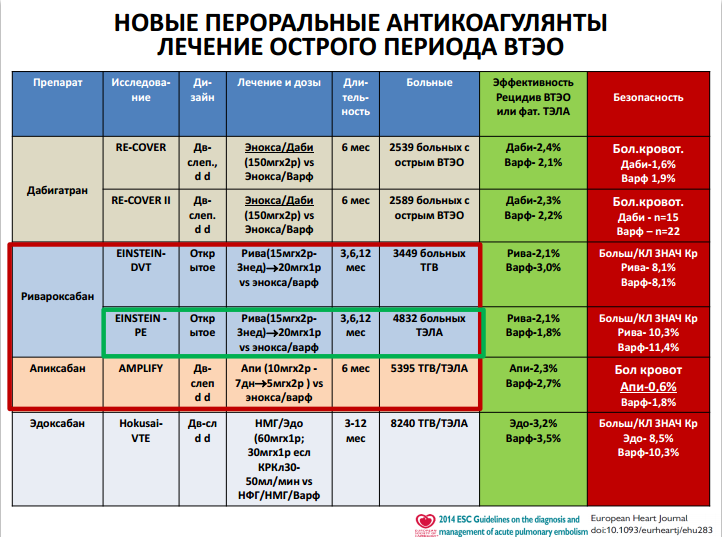 НОВЫЕ ПЕРОРАЛЬНЫЕ АНТИКОАГУЛЯНТЫ
ЛЕЧЕНИЕ ОСТРОГО ПЕРИОДА ВТЭО
Препарат
Исследова-
ние
Ди-
зайн
Лечение и дозы
Дли-
тель-
ность
Больные
Эффективность
Рецидив ВТЭО
или фат. ТЭЛА
Безопасность
Дабигатран
RE-COVER
Дв-
слеп.,
d d
Энокса/Даби
(150мгх2р) vs
Энокса/Варф
6 мес
2539 больных с
острым ВТЭО
Даби-2,4%
Варф- 2,1%
Бол.кровот.
Даби-1,6%
Варф 1,9%
RE-COVER II
Дв-
слеп.
d d
Энокса/Даби
(150мгх2р) vs
Энокса/Варф
6 мес
2589 больных с
острым ВТЭО
Даби-2,3%
Варф- 2,2%
Бол.кровот.
Даби - n=15
Варф – n=22
Ривароксабан
EINSTEIN-
DVT
Откр
ытое
Рива(15мгх2р-
3нед)→20мгх1р
vs энокса/варф
3,6,12
мес
3449 больных
ТГВ
Рива-2,1%
Варф-3,0%
Больш/КЛ ЗНАЧ Кр
Рива- 8,1%
Варф-8,1%
EINSTEIN -
PE
Откр
ытое
Рива(15мгх2р-
3нед)→20мгх1р
vs энокса/варф
3,6,12
мес
4832 больных
ТЭЛА
Рива-2,1%
Варф-1,8%
Больш/КЛ ЗНАЧ Кр
Рива- 10,3%
Варф-11,4%
Апиксабан
AMPLIFY
Дв-
слеп
d d
Апи (10мгх2р -
7дн→5мгх2р ) vs
энокса/варф
6 мес
5395 ТГВ/ТЭЛА
Апи-2,3%
Варф-2,7%
Бол кровот
Апи-0,6%
Варф-1,8%
Эдоксабан
Hokusai-
VTE
Дв-сл
d d
НМГ/Эдо
(60мг1р;
30мг1р есл
КРКл30-
50мл/мин vs
НФГ/НМГ/Варф
3-12
мес
8240 ТГВ/ТЭЛА
Эдо-3,2%
Варф-3,5%
Больш/КЛ ЗНАЧ Кр
Эдо- 8,5%
Варф-10,3%
2014 ESC Guidelines on the diagnosis and
management of acute pulmonary embolism
European Heart Journal
doi:10.1093/eurheartj/ehu283